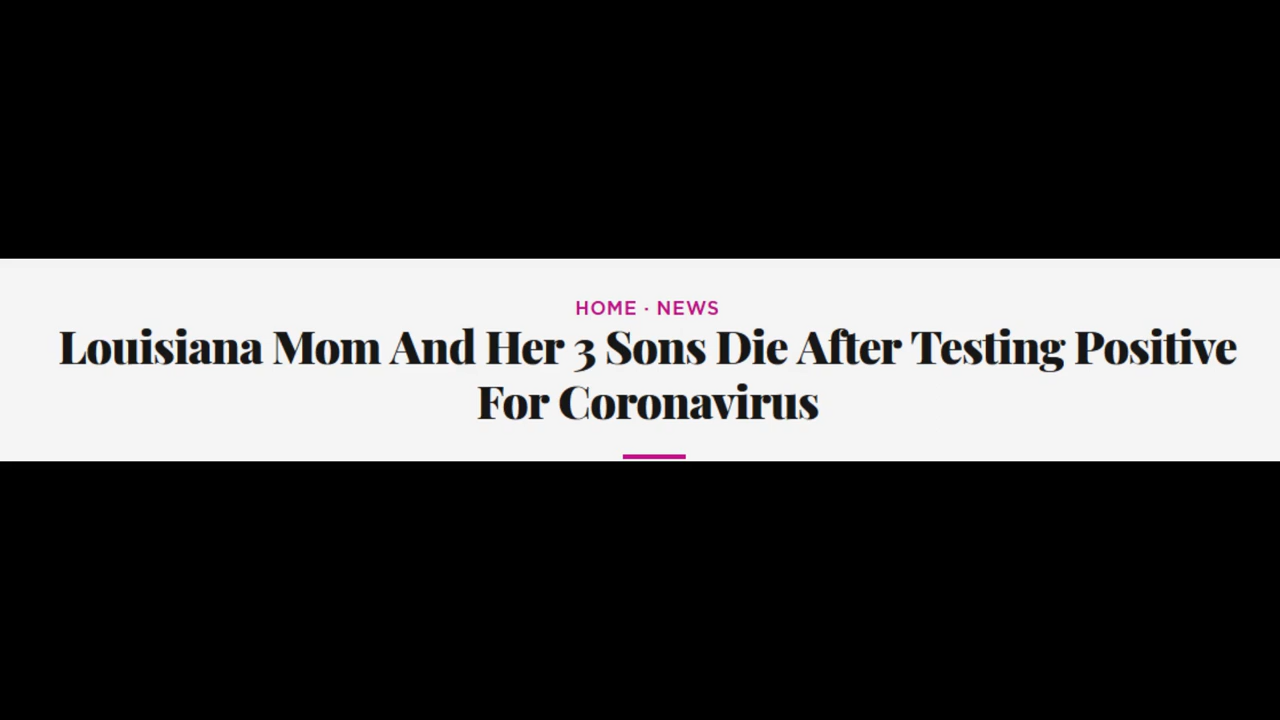 HOME · NEWS
Louisiana Mom And Her 3 Sons Die After Testing Positive
For Coronavirus